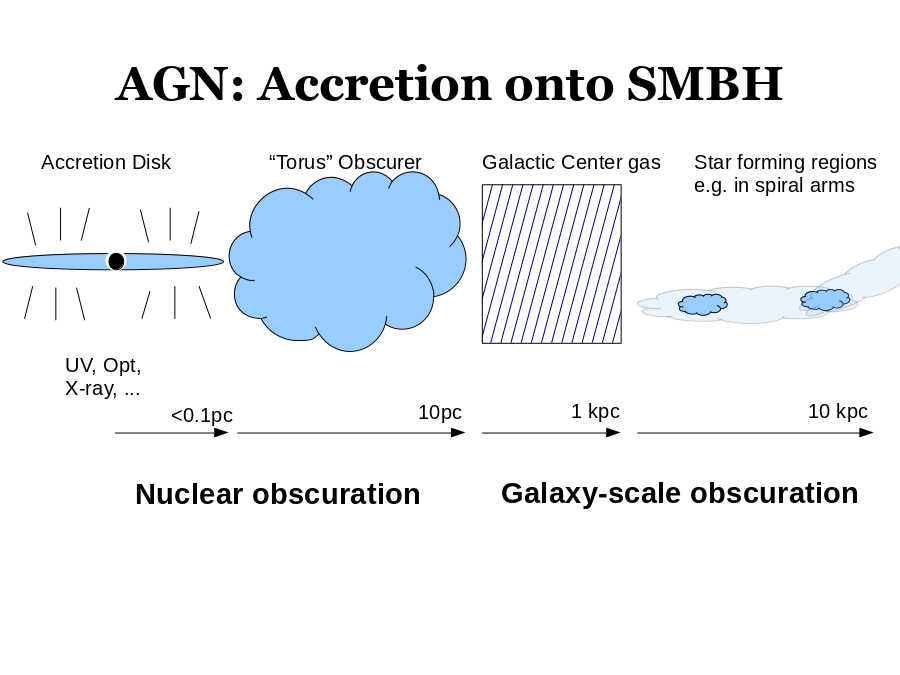 AGN: Accretion onto SMBH
Accretion Disk
“Torus” Obscurer
Galactic Center gas
Star forming regions
e.g. in spiral arms
UV, Opt,
X-ray, ...
<0.1pc
10pc
1 kpc
10 kpc
Nuclear obscuration
Galaxy-scale obscuration